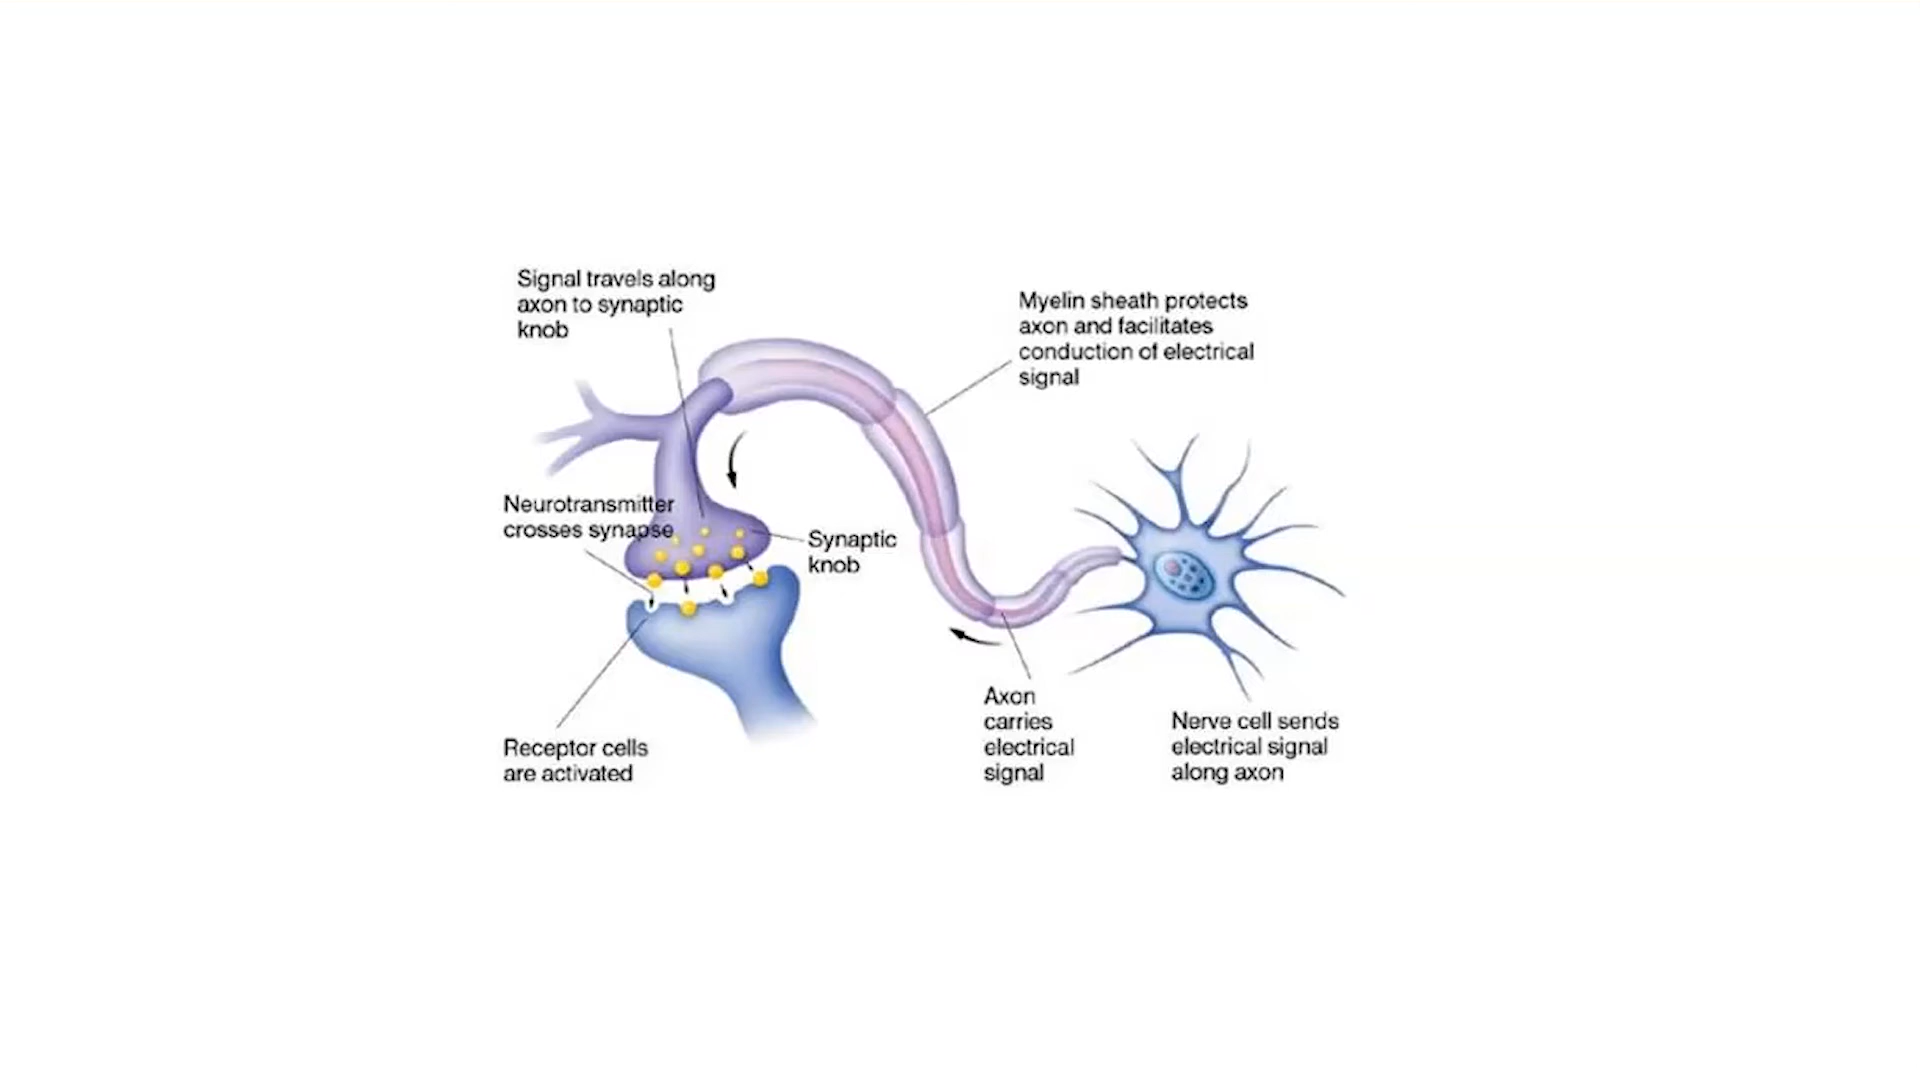 Signal travels along
axon to synaptic
knob
Myelin sheath protects
axon and facilitates
conduction of electrical
signal
Neurotransmitter
crosses synapse
Synaptic
knob
Receptor cells
are activated
Axon
carries
electrical
signal
Nerve cell sends
electrical signal
along axon